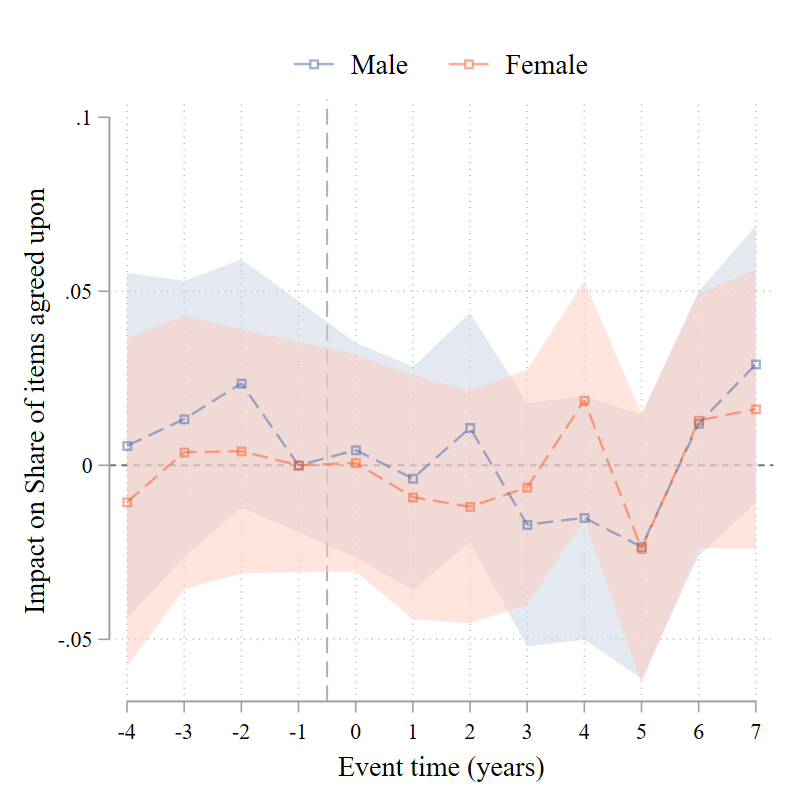 Male Female
.1
.05
0
-.05
Impact on Share of items agreed upon
-4 -3 -2 -1 0 1 2 3 4 5 6 7
Event time (years)